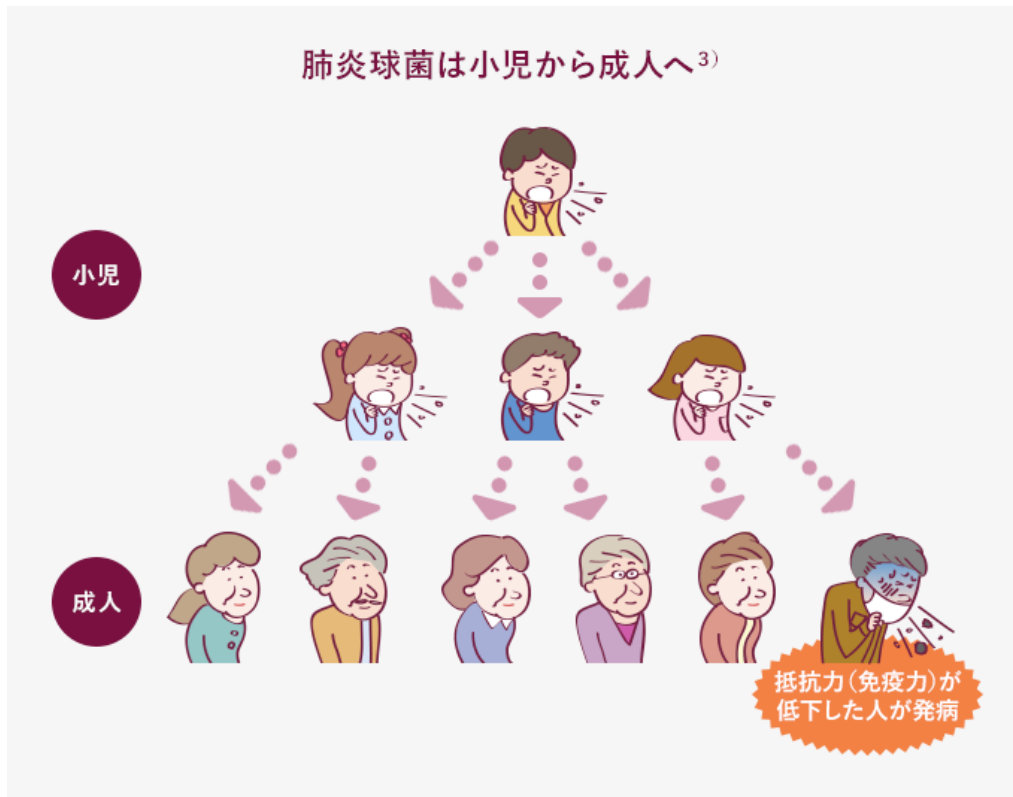 肺炎球菌は小児から成人へ3）
小児
成人
抵抗力（免疫力）が
低下した人が発病